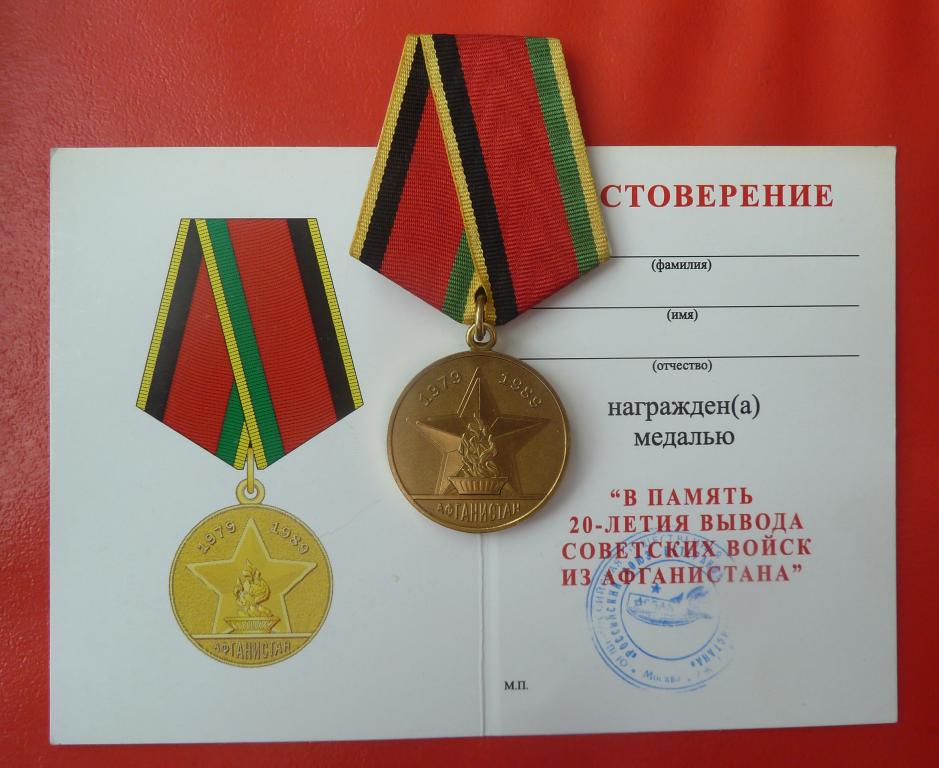 1979 1989
АФГАНИСТАН
1979 1989
АФГАНИСТАН
СТОВЕРЕНИЕ
(фамилия)
(имя)
(отчество)
награжден(а)
медалью
“В ПАМЯТЬ
20-ЛЕТИЯ ВЫВОДА
СОВЕТСКИХ ВОЙСК
ИЗ АФГАНИСТАНА”
М.П.
Москва